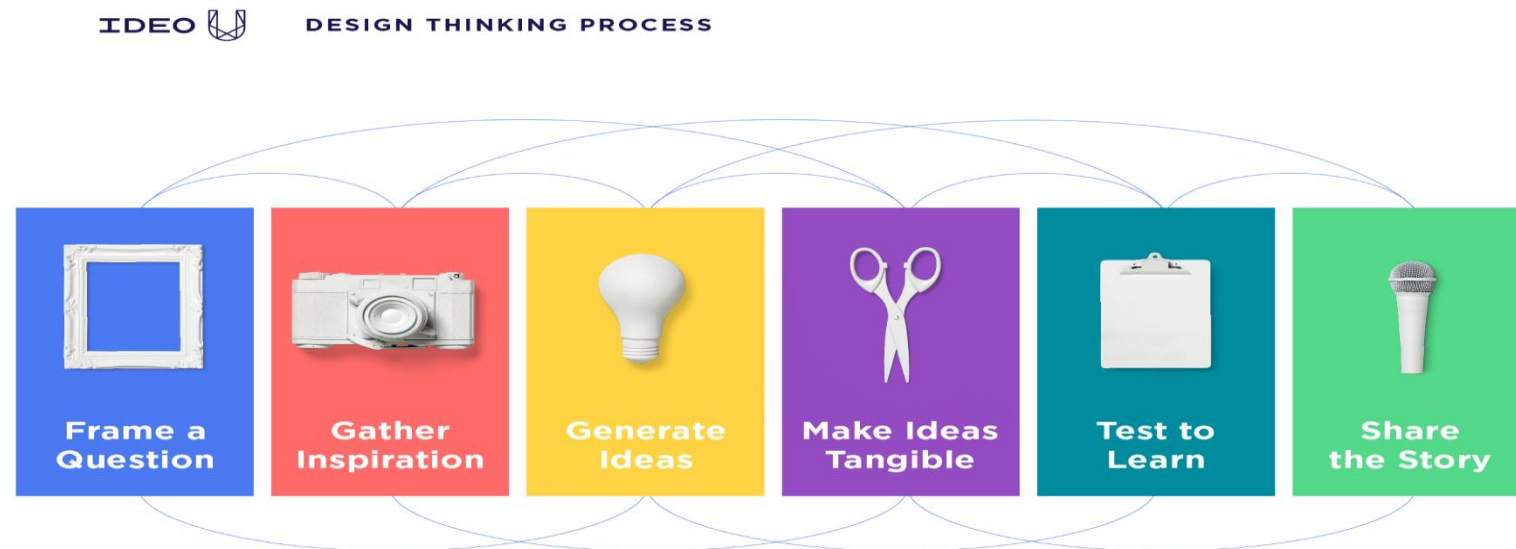 IDEO U DESIGN THINKING PROCESS
Frame a
Question
Gather
Inspiration
Generate
Ideas
Make Ideas
Tangible
Test to
Learn
Share
the Story